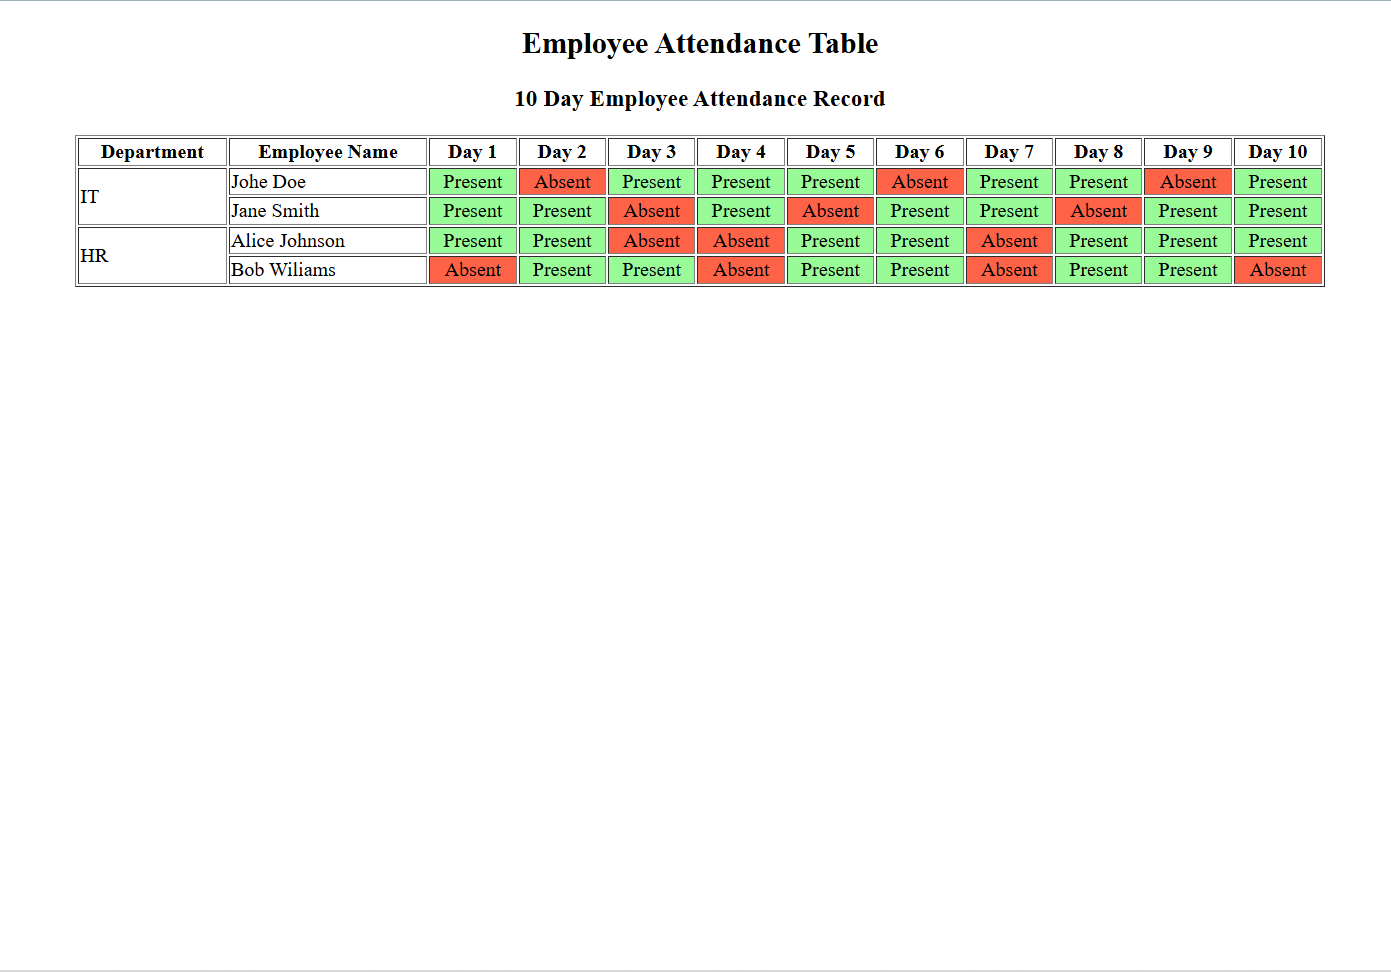 Employee Attendance Table
10 Day Employee Attendance Record
Department Employee Name Day 1 Day 2 Day 3 Day 4 Day 5 Day 6 Day 7 Day 8 Day 9 Day 10
IT Johe Doe Present Absent Present Present Present Absent Present Present Absent Present
Jane Smith Present Present Absent Present Absent Present Present Absent Present Present
HR Alice Johnson Present Present Absent Absent Present Present Absent Present Present Present
Bob Wiliams Absent Present Present Absent Present Present Absent Present Present Absent